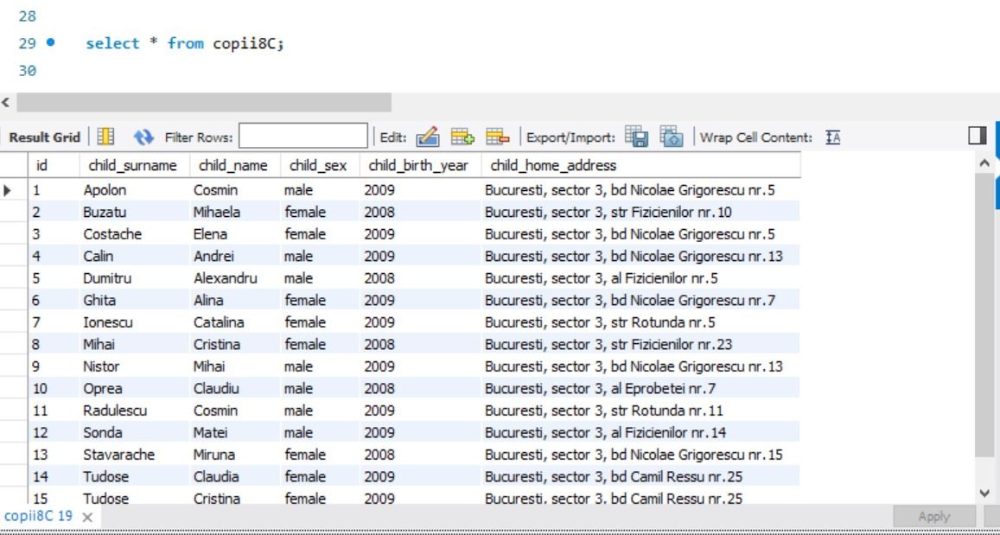 28
29 select * from copii8C;
30
Result Grid Filter Rows: Edit: Export/Import: Wrap Cell Content: IA
id child_surname child_name child_sex child_birth_year child_home_address
1 Apolon Cosmin male 2009 Bucuresti, sector 3, bd Nicolae Grigorescu nr.5
2 Buzatu Mihaela female 2008 Bucuresti, sector 3, str Fizicienilor nr.10
3 Costache Elena female 2009 Bucuresti, sector 3, bd Nicolae Grigorescu nr.5
4 Calin Andrei male 2009 Bucuresti, sector 3, bd Nicolae Grigorescu nr.13
5 Dumitru Alexandru male 2008 Bucuresti, sector 3, al Fizicienilor nr.5
6 Ghita Alina female 2009 Bucuresti, sector 3, bd Nicolae Grigorescu nr.7
7 Ionescu Catalina female 2009 Bucuresti, sector 3, str Rotunda nr.5
8 Mihai Cristina female 2008 Bucuresti, sector 3, str Fizicienilor nr.23
9 Nistor Mihai male 2009 Bucuresti, sector 3, bd Nicolae Grigorescu nr.13
10 Oprea Claudiu male 2008 Bucuresti, sector 3, al Eprobetei nr.7
11 Radulescu Cosmin male 2009 Bucuresti, sector 3, str Rotunda nr.11
12 Sonda Matei male 2009 Bucuresti, sector 3, al Fizicienilor nr.14
13 Stavarache Miruna female 2008 Bucuresti, sector 3, bd Nicolae Grigorescu nr.15
14 Tudose Claudia female 2009 Bucuresti, sector 3, bd Camil Ressu nr.25
15 Tudose Cristina female 2009 Bucuresti, sector 3, bd Camil Ressu nr.25
copii8C 19 Apply